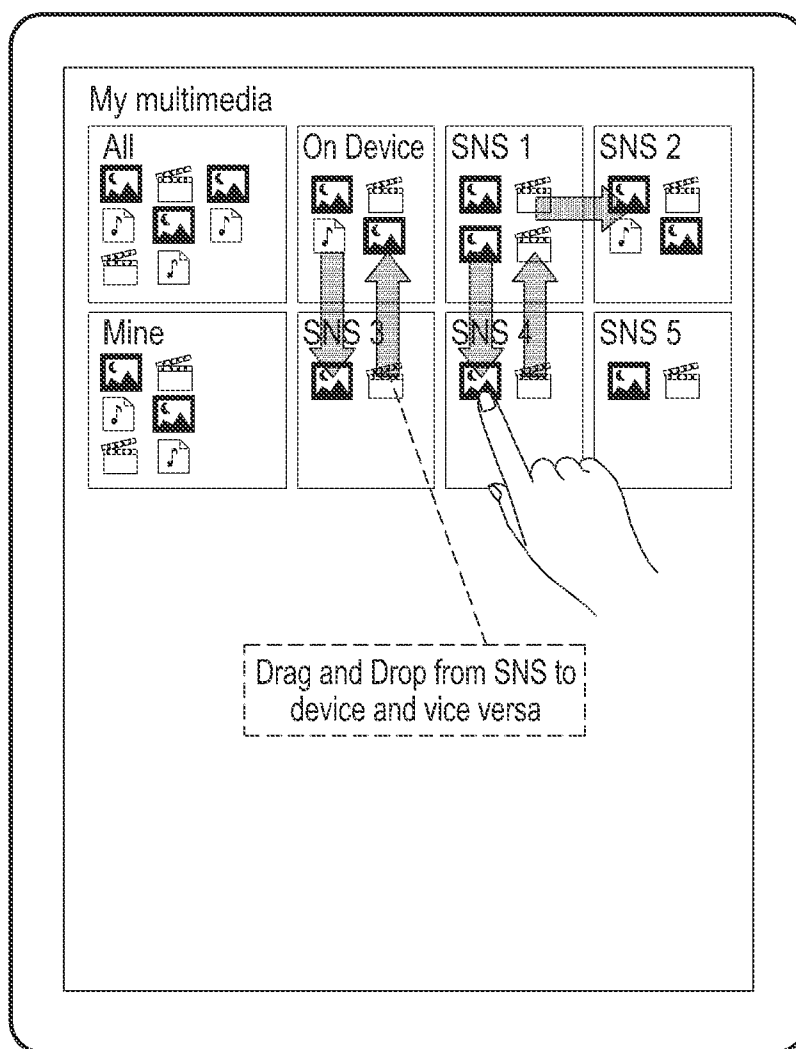 My multimedia
All
On Device
SNS 1
SNS 2
Mine
SNS 3
SNS 4
SNS 5
Drag and Drop from SNS to
device and vice versa